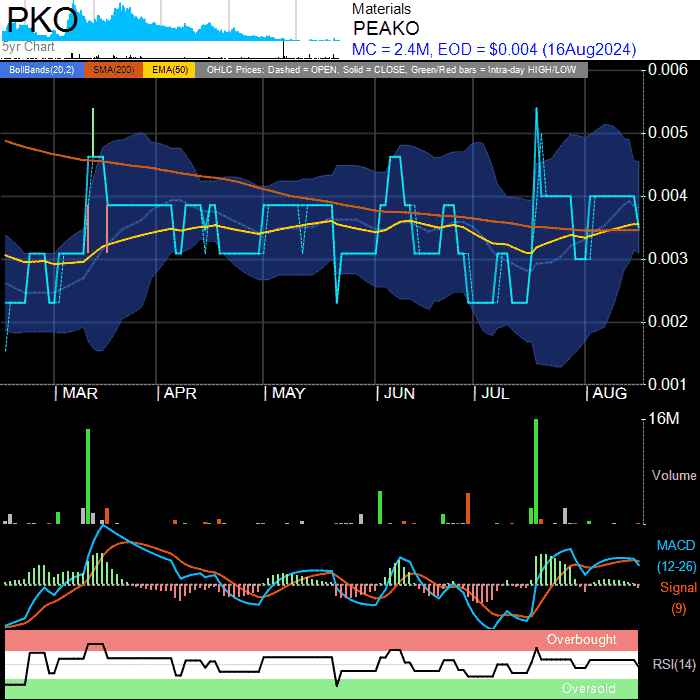 PKO
5yr Chart
Materials
PEAKO
MC = 2.4M, EOD = $0.004 (16Aug2024)
BollBands(20,2) SMA(200) EMA(50) OHLC Prices: Dashed = OPEN, Solid = CLOSE, Green/Red bars = Intra-day HIGH/LOW
0.006
0.005
0.004
0.003
0.002
0.001
| MAR | APR | MAY | JUN | JUL | AUG
16M
Volume
MACD
(12-26)
Signal
(9)
Overbought
RSI(14)
Oversold